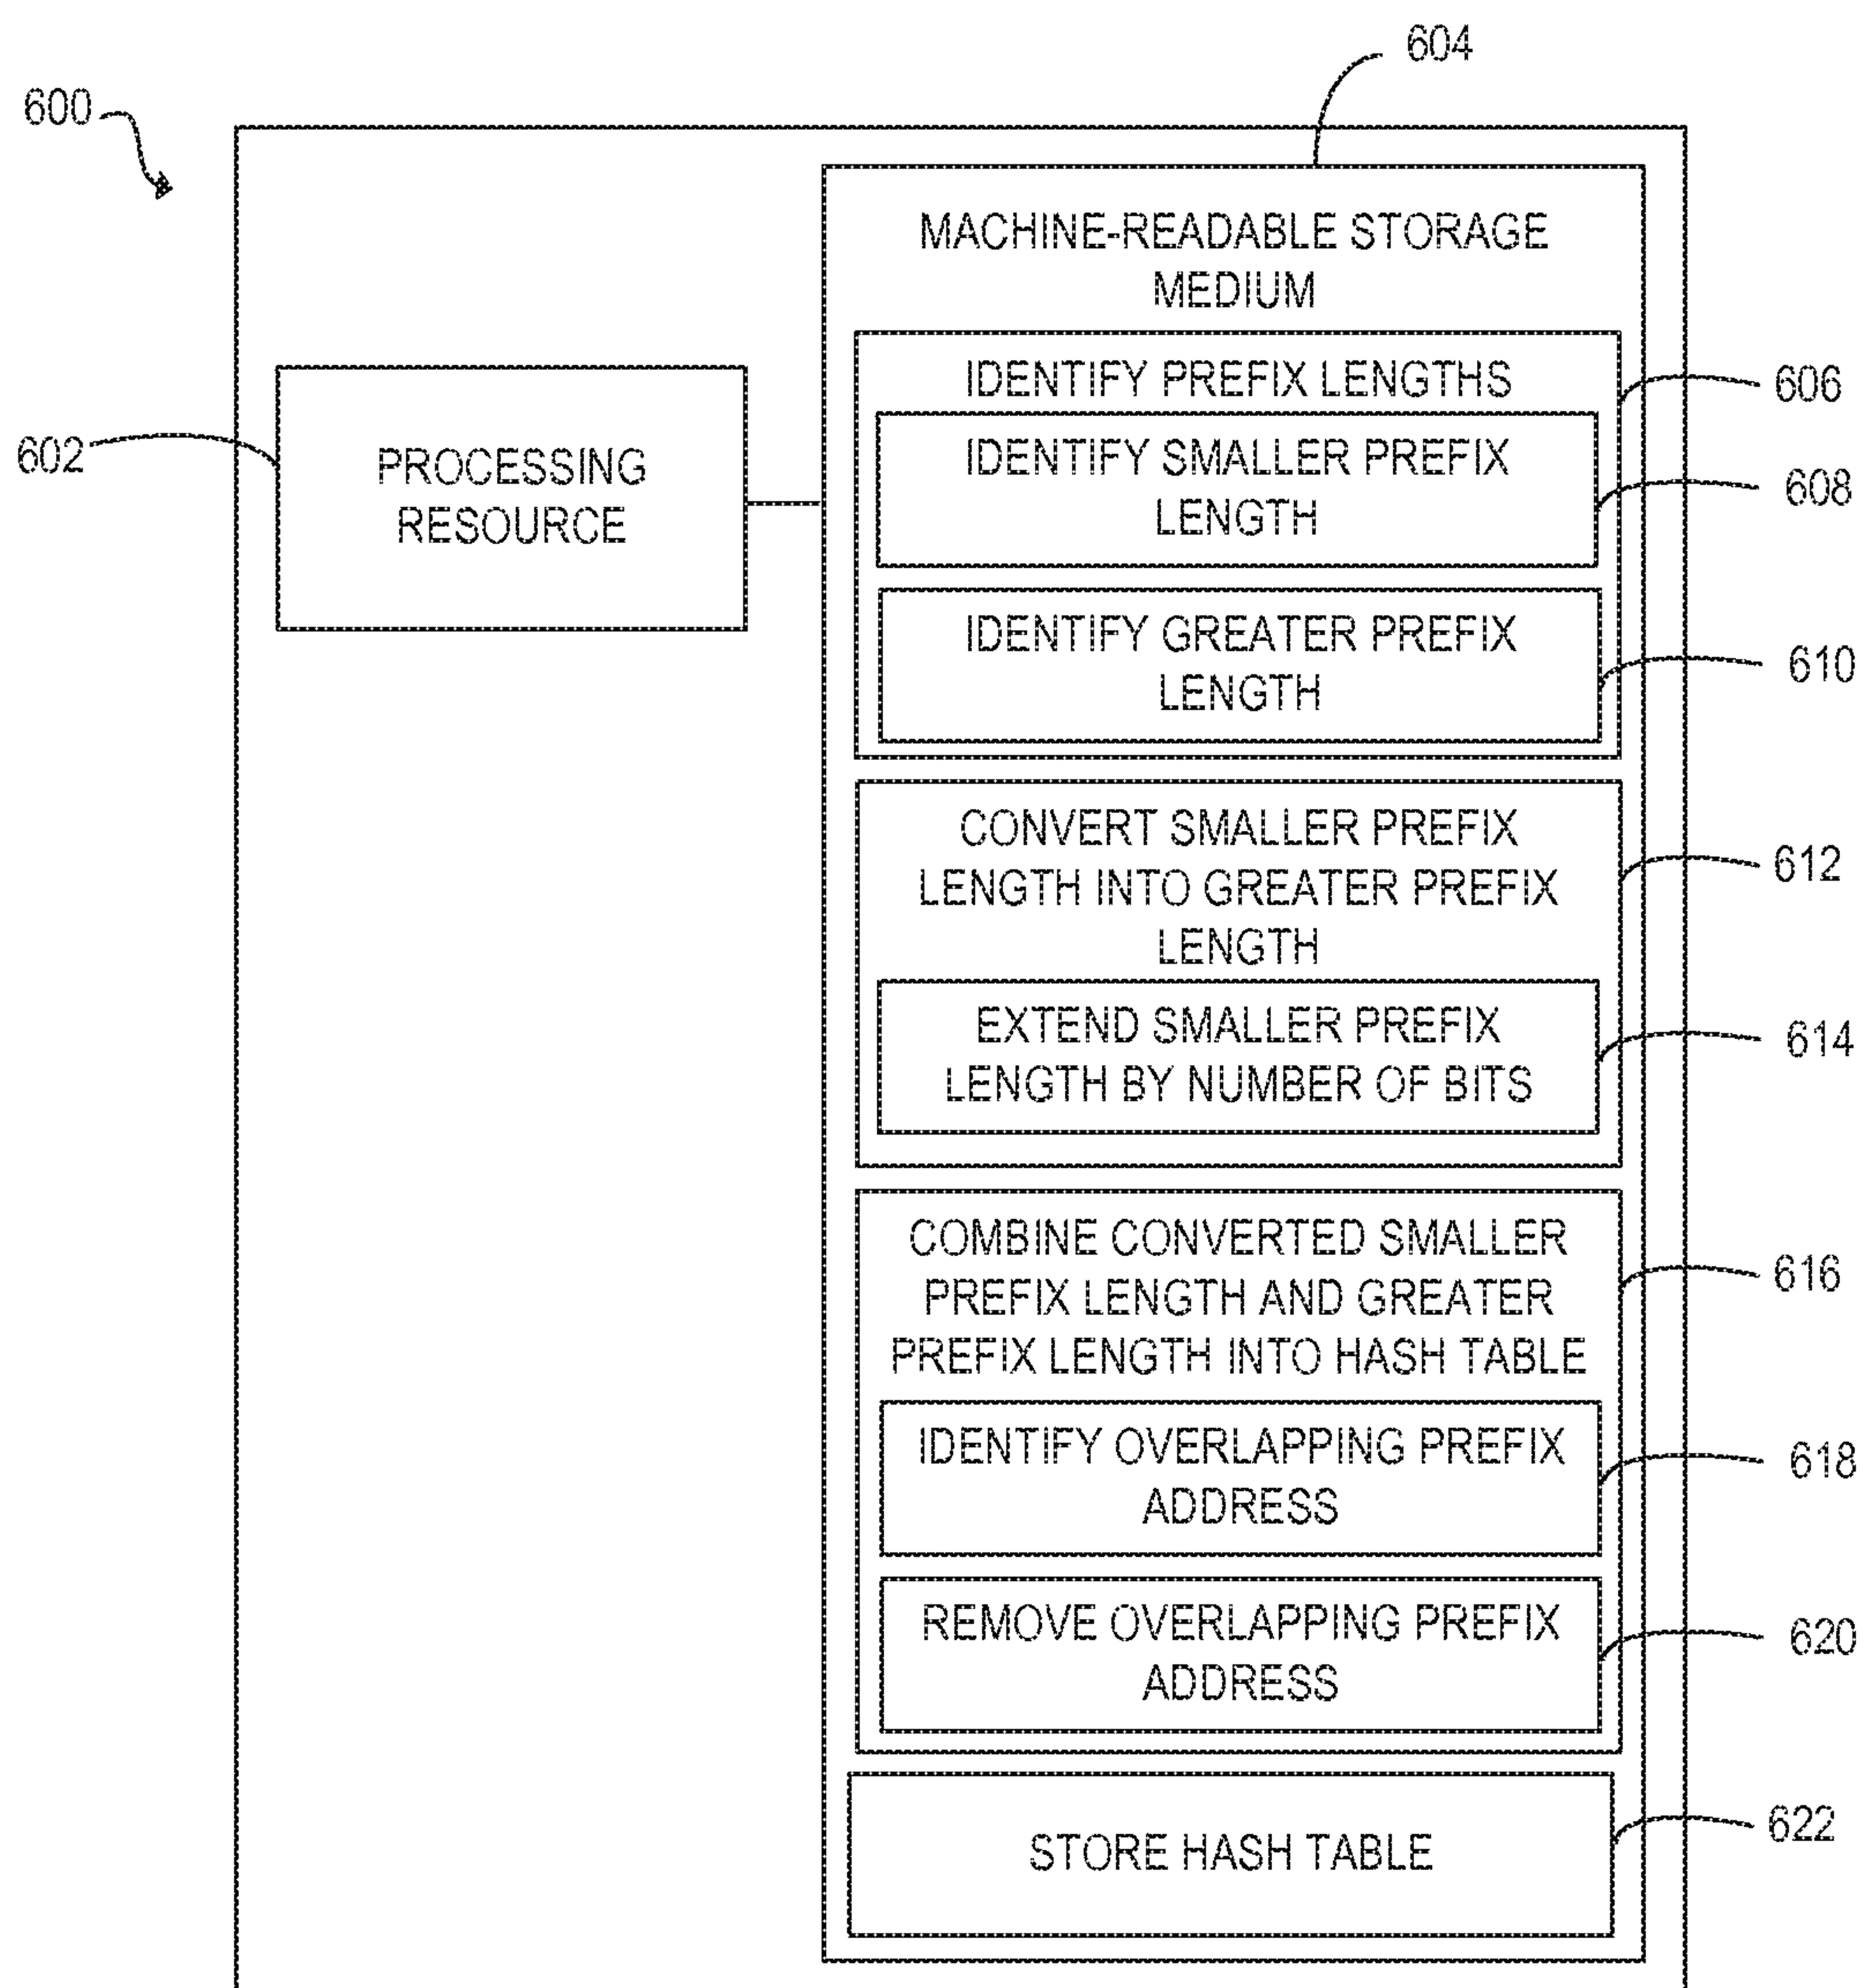 604
600
MACHINE-READABLE STORAGE
MEDIUM
IDENTIFY PREFIX LENGTHS
606
IDENTIFY SMALLER PREFIX
LENGTH
608
602
PROCESSING
RESOURCE
IDENTIFY GREATER PREFIX
LENGTH
610
CONVERT SMALLER PREFIX
LENGTH INTO GREATER PREFIX
LENGTH
612
EXTEND SMALLER PREFIX
LENGTH BY NUMBER OF BITS
614
COMBINE CONVERTED SMALLER
PREFIX LENGTH AND GREATER
PREFIX LENGTH INTO HASH TABLE
616
IDENTIFY OVERLAPPING PREFIX
ADDRESS
618
REMOVE OVERLAPPING PREFIX
ADDRESS
620
STORE HASH TABLE
622